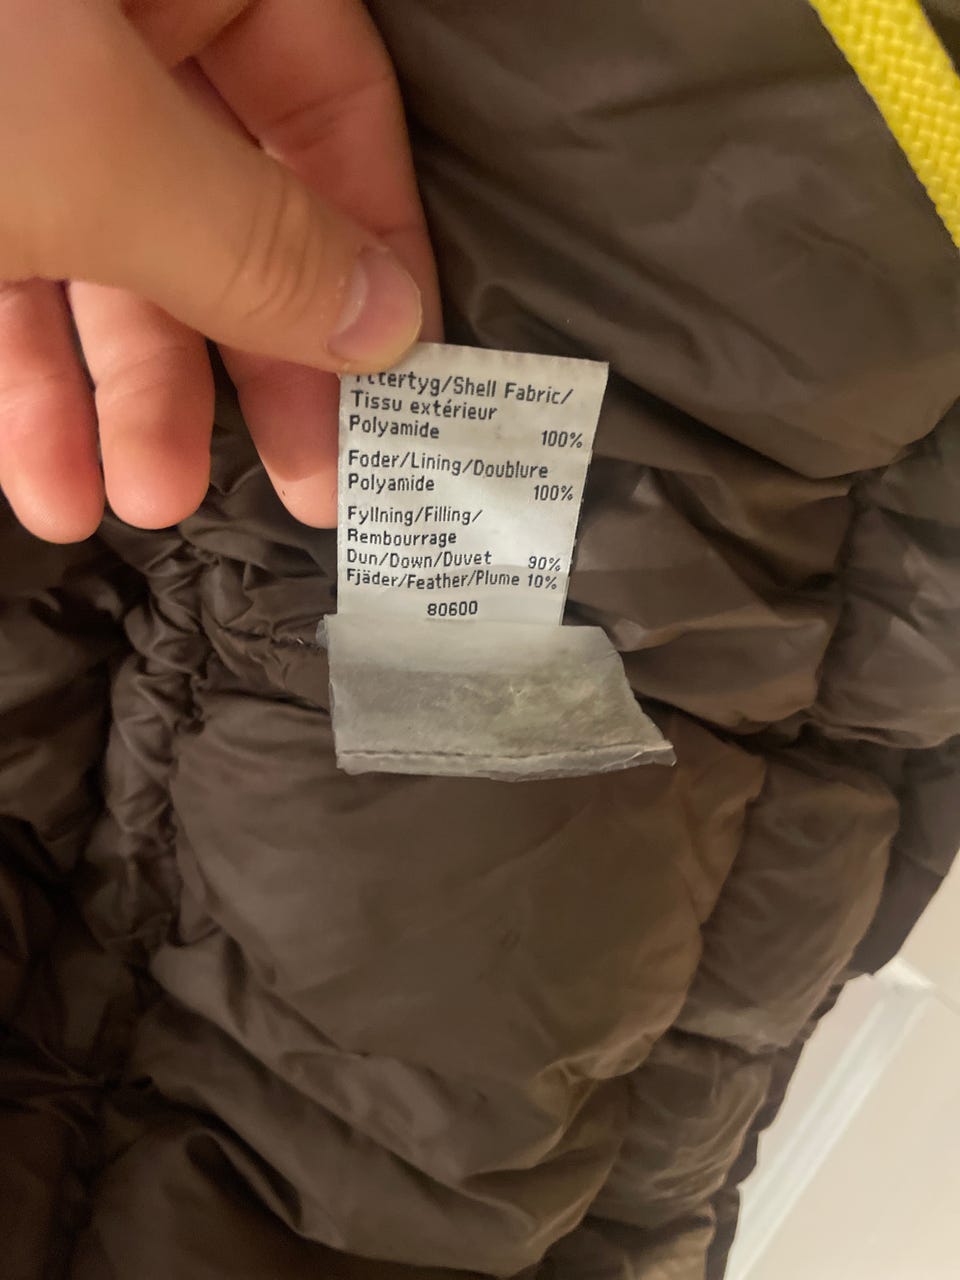 Yttertyg/Shell Fabric/
Tissu extérieur
Polyamide 100%
Foder/Lining/Doublure
Polyamide 100%
Fyllning/Filling/
Rembourrage
Dun/Down/Duvet 90%
Fjäder/Feather/Plume 10%
80600